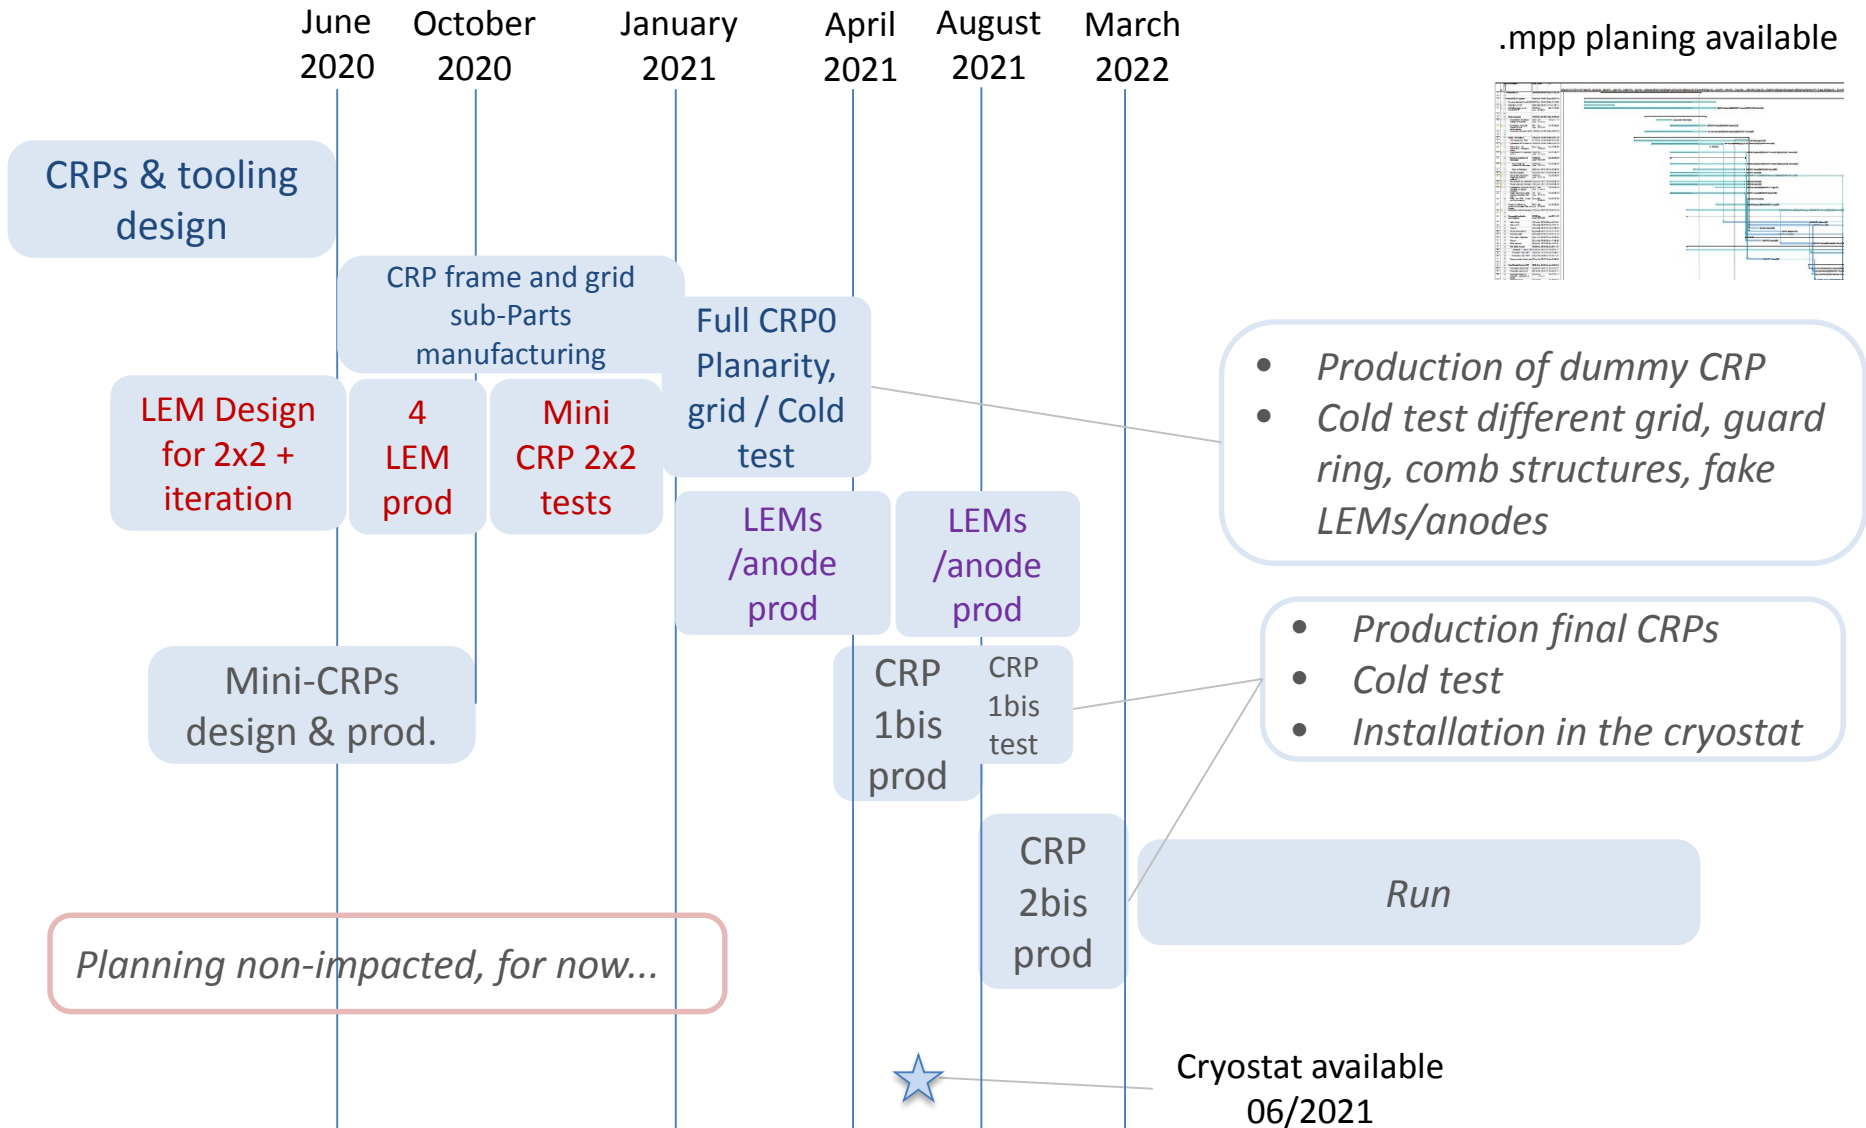 June
2020
October
2020
January
2021
April
2021
August
2021
March
2022
.mpp planing available
CRPs & tooling
design
CRP frame and grid
sub-Parts
manufacturing
Full CRP0
Planarity,
grid / Cold
test
LEM Design
for 2x2 +
iteration
4
LEM
prod
Mini
CRP 2x2
tests
• Production of dummy CRP
• Cold test different grid, guard
ring, comb structures, fake
LEMs/anodes
LEMs
/anode
prod
LEMs
/anode
prod
Mini-CRPs
design & prod.
CRP
1bis
prod
CRP
1bis
test
• Production final CRPs
• Cold test
• Installation in the cryostat
CRP
2bis
prod
Run
Planning non-impacted, for now...
Cryostat available
06/2021